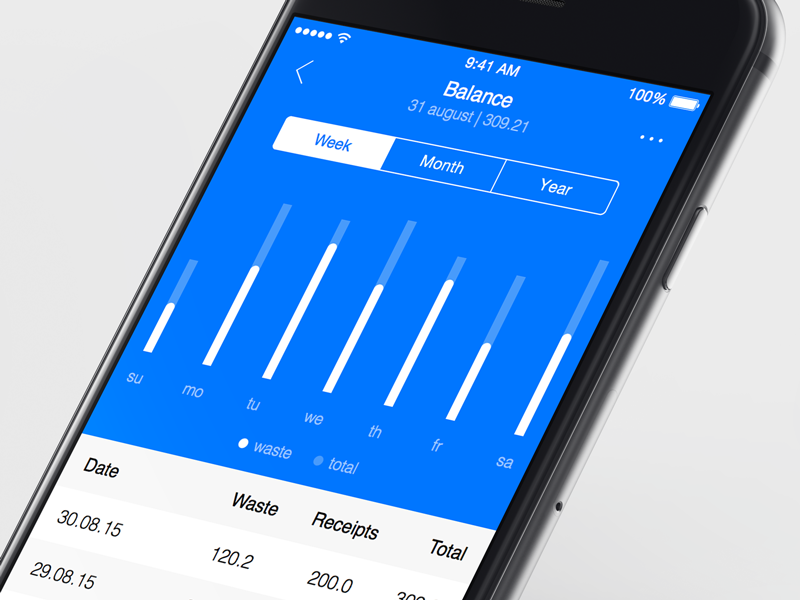 9:41 AM
100%
Balance
31 august | 309.21
Week Month Year
su mo tu we th fr sa
waste total
Date Waste Receipts Total
30.08.15 120.2 200.0
29.08.15